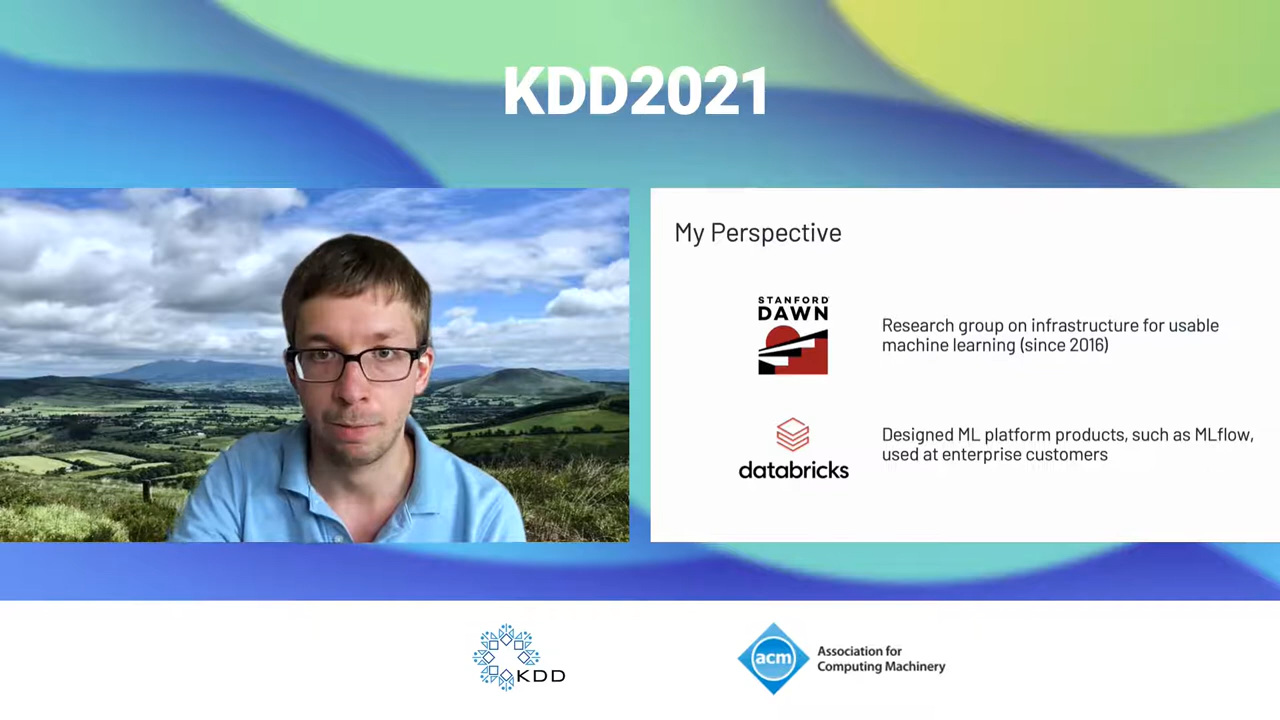 KDD2021
My Perspective
STANFORD
DAWN
Research group on infrastructure for usable
machine learning (since 2016)
databricks
Designed ML platform products, such as MLflow,
used at enterprise customers
KDD
acm
Association for
Computing Machinery